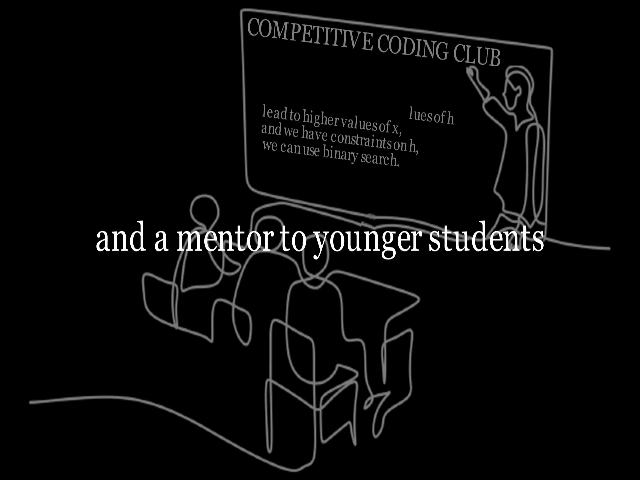 COMPETITIVE CODING CLUB
lues of h
lead to higher values of x,
and we have constraints on h,
we can use binary search.
and a mentor to younger students